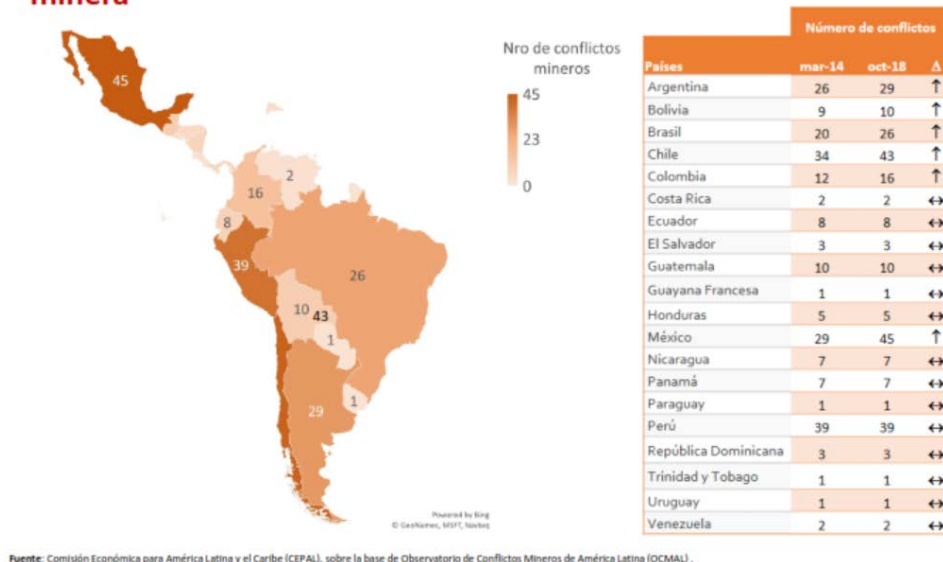 minera
Nro de conflictos
mineros
45
23
0
45
2
16
8
39
26
10
43
1
29
1
Powered by Bing
© GeoNames, MSFT, Navteq
Número de conflictos
Países mar-14 oct-18 Δ
Argentina 26 29 ↑
Bolivia 9 10 ↑
Brasil 20 26 ↑
Chile 34 43 ↑
Colombia 12 16 ↑
Costa Rica 2 2 ↔
Ecuador 8 8 ↔
El Salvador 3 3 ↔
Guatemala 10 10 ↔
Guayana Francesa 1 1 ↔
Honduras 5 5 ↔
México 29 45 ↑
Nicaragua 7 7 ↔
Panamá 7 7 ↔
Paraguay 1 1 ↔
Perú 39 39 ↔
República Dominicana 3 3 ↔
Trinidad y Tobago 1 1 ↔
Uruguay 1 1 ↔
Venezuela 2 2 ↔
Fuente: Comisión Económica para América Latina y el Caribe (CEPAL), sobre la base de Observatorio de Conflictos Mineros de América Latina (OCMAL) .